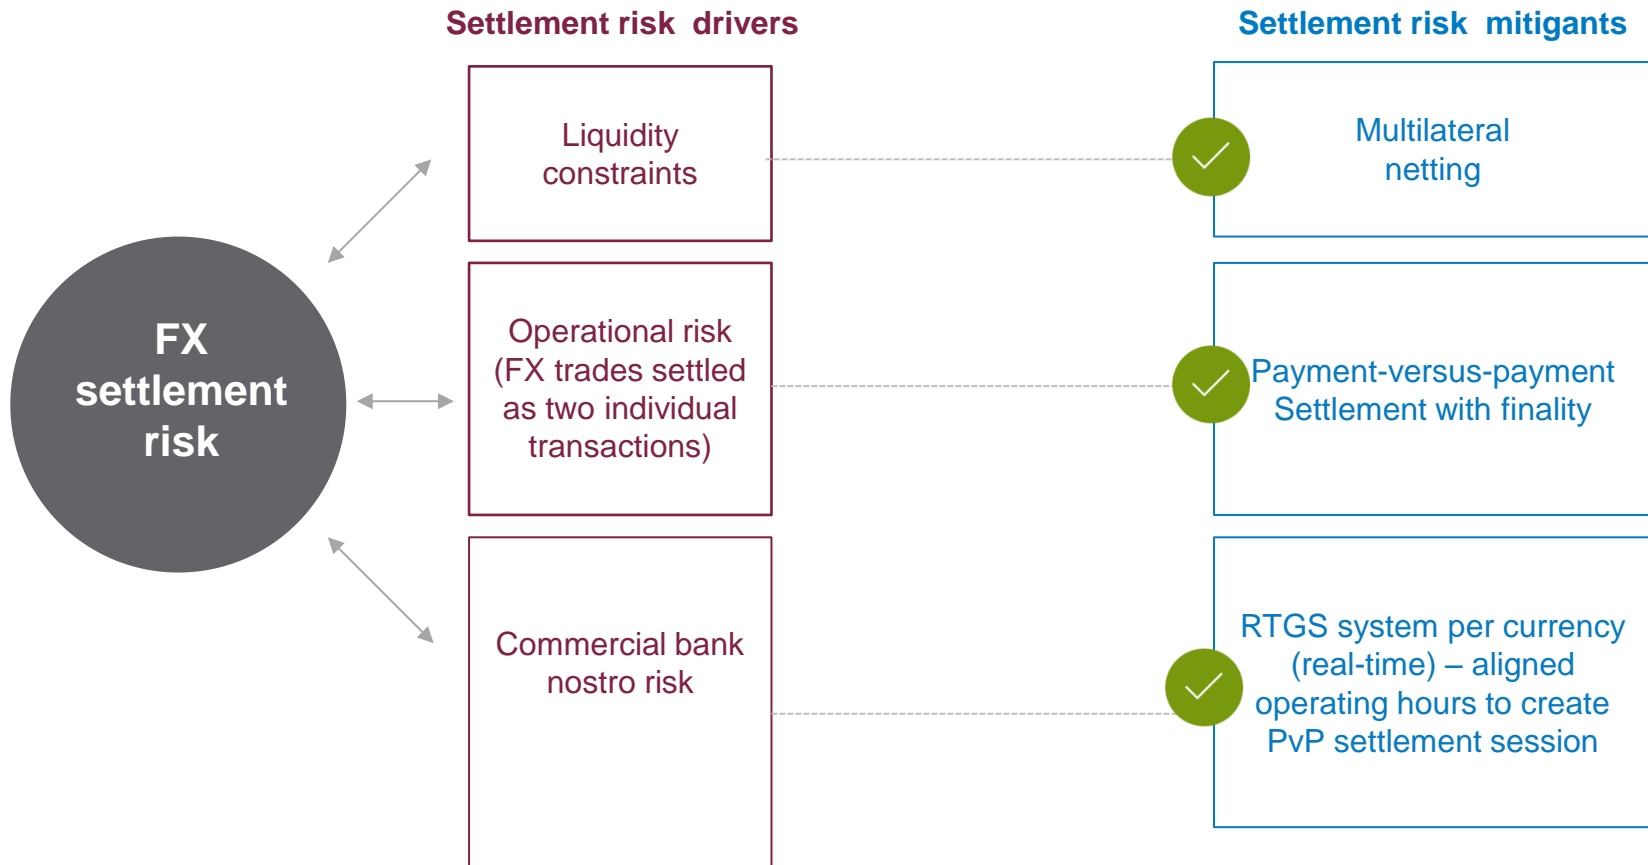 Settlement risk drivers
Settlement risk mitigants
FX
settlement
risk
Liquidity
constraints
Multilateral
netting
Operational risk
(FX trades settled
as two individual
transactions)
Payment-versus-payment
Settlement with finality
Commercial bank
nostro risk
RTGS system per currency
(real-time) – aligned
operating hours to create
PvP settlement session